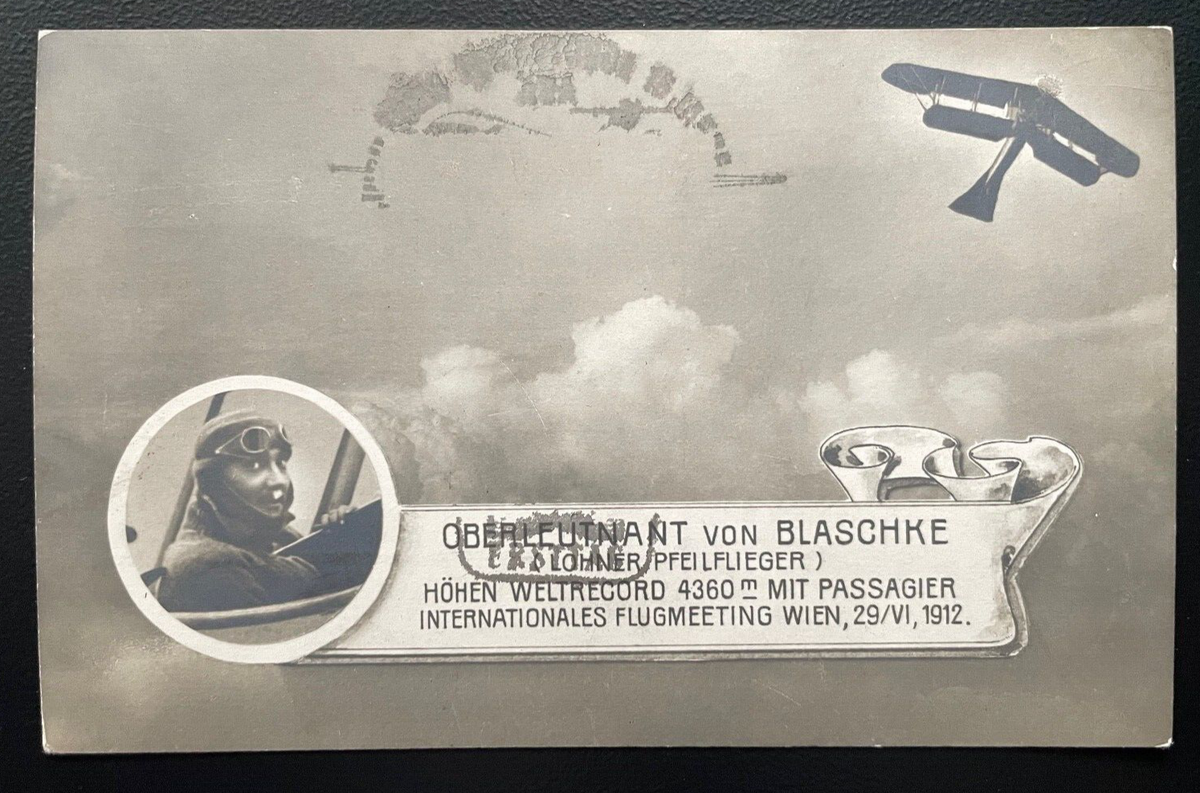 OBERLEUTNANT VON BLASCHKE
(LOHNER PFEILFLIEGER)
HÖHEN WELTRECORD 4360 m MIT PASSAGIER
INTERNATIONALES FLUGMEETING WIEN, 29/VI, 1912.